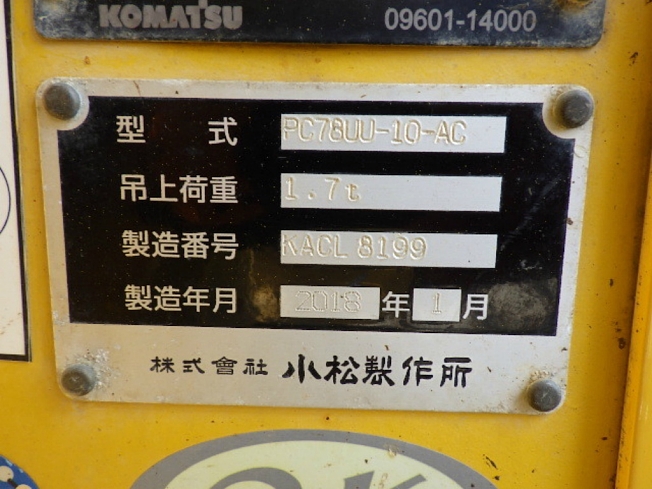 KOMATSU 09601-14000
型 式 PC78UU-10-AC
吊上荷重 1.7t
製造番号 KACL 8199
製造年月 2018 年 1 月
株式會社 小松製作所